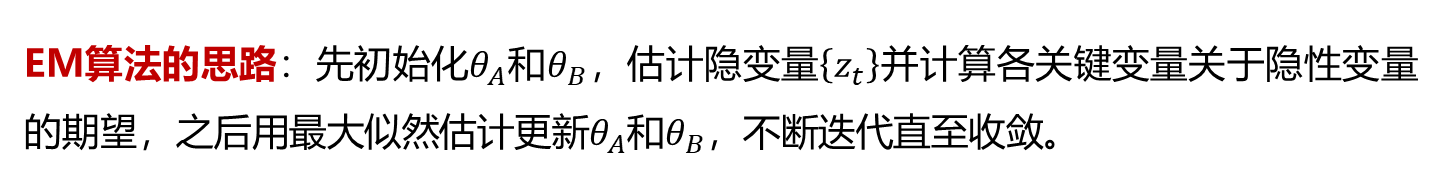 EM算法的思路：先初始化θ_A和θ_B，估计隐变量{z_t}并计算各关键变量关于隐性变量
的期望，之后用最大似然估计更新θ_A和θ_B，不断迭代直至收敛。